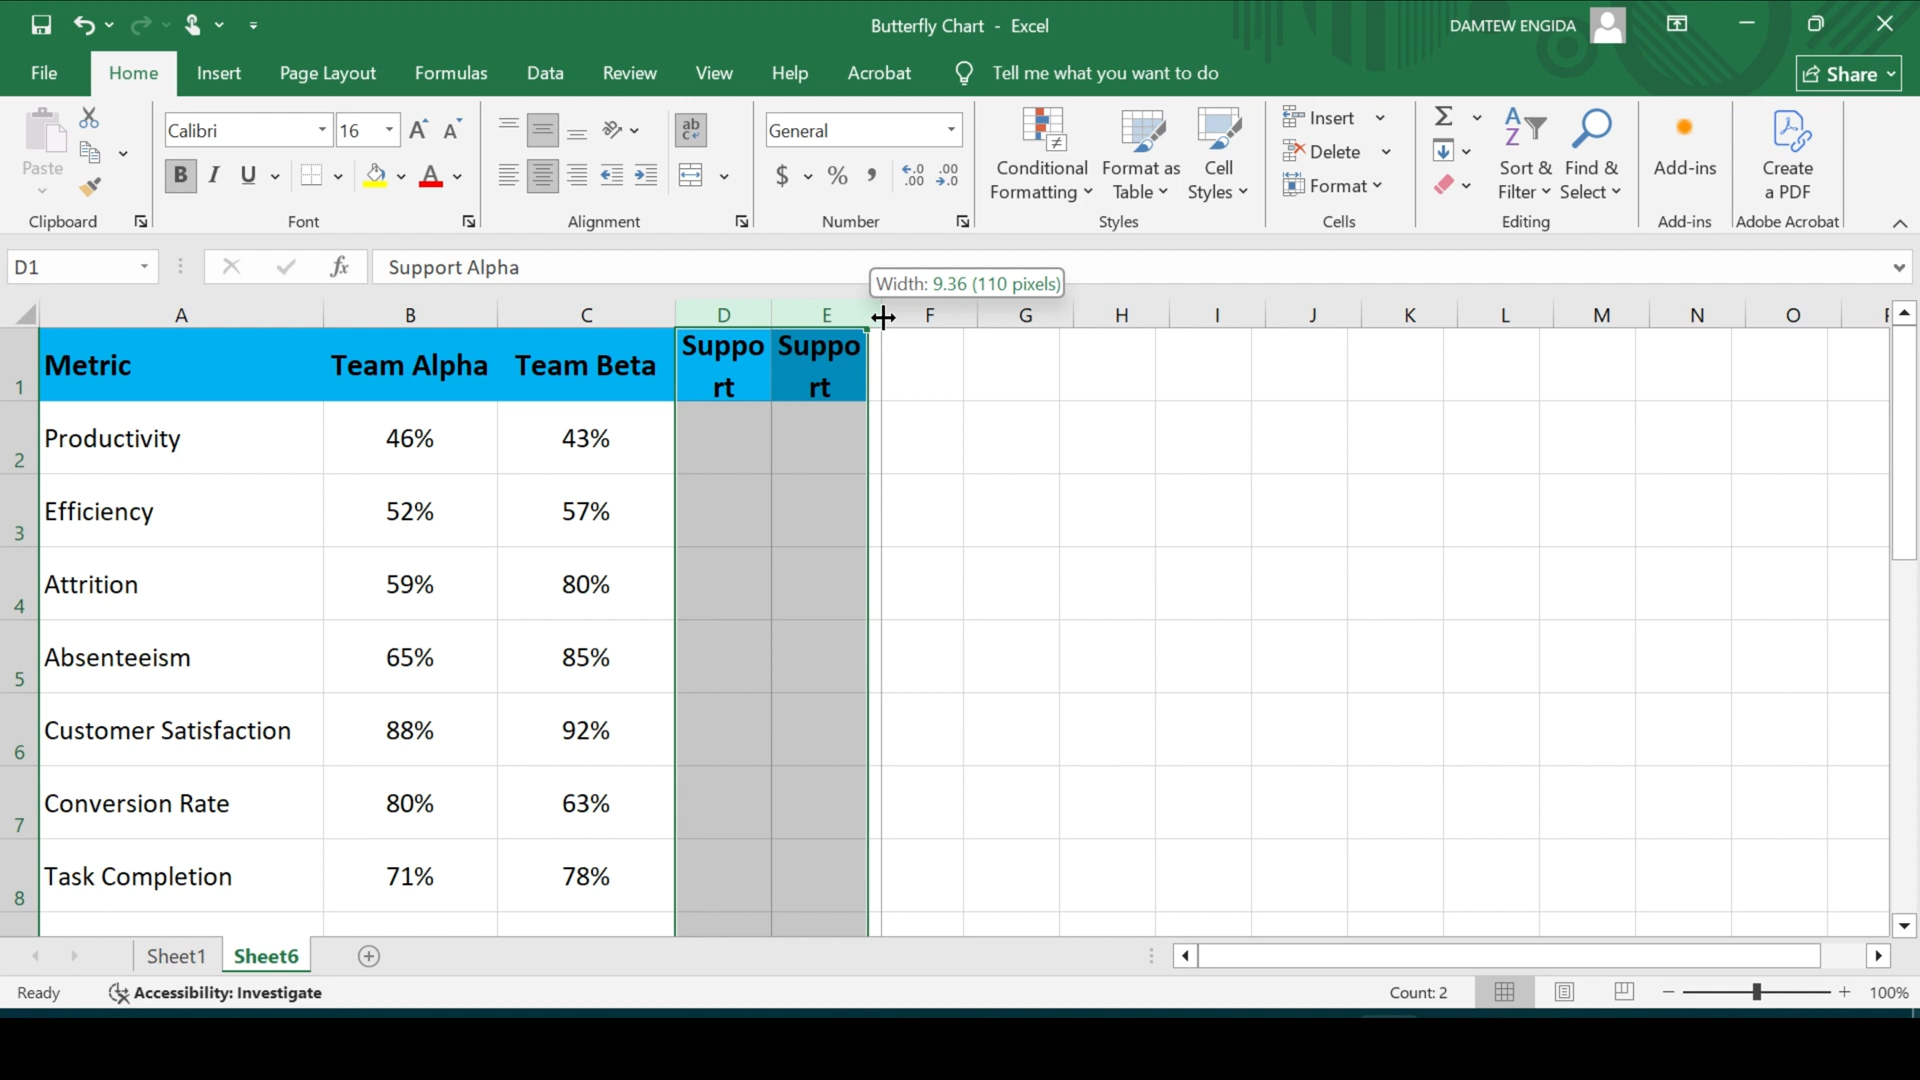 Butterfly Chart - Excel
DAMTEW ENGIDA
File Home Insert Page Layout Formulas Data Review View Help Acrobat Tell me what you want to do Share
Paste
Clipboard
Calibri 16
B I U A
Font
ab
Alignment
General
$ % , .00
Number
Conditional Formatting
Format as Table
Cell Styles
Styles
Insert
Delete
Format
Cells
Sort & Filter
Find & Select
Editing
Add-ins
Add-ins
Create a PDF
Adobe Acrobat
D1 fx Support Alpha
Width: 9.36 (110 pixels)
A B C D E F G H I J K L M N O
1 Metric Team Alpha Team Beta Suppo rt Suppo rt
2 Productivity 46% 43%
3 Efficiency 52% 57%
4 Attrition 59% 80%
5 Absenteeism 65% 85%
6 Customer Satisfaction 88% 92%
7 Conversion Rate 80% 63%
8 Task Completion 71% 78%
Sheet1 Sheet6
Ready Accessibility: Investigate Count: 2 100%